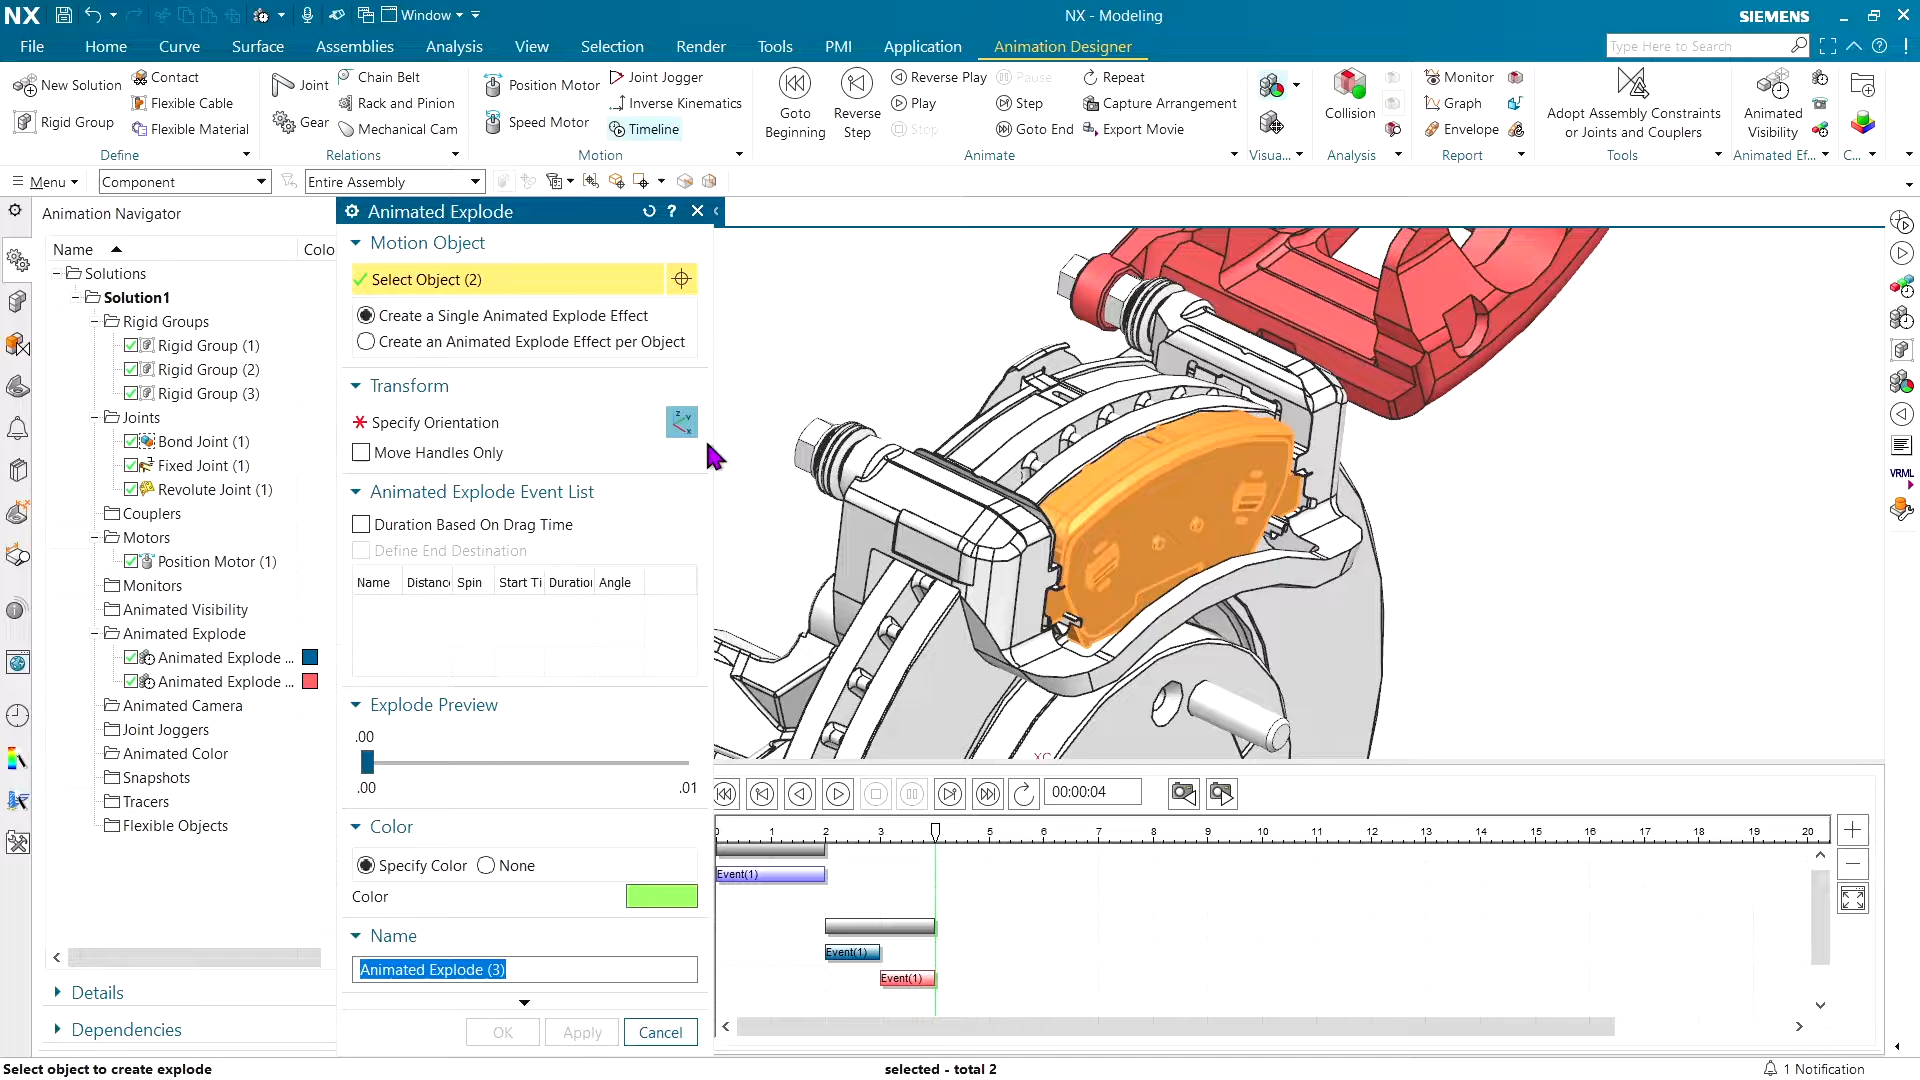 NX
Window
NX - Modeling
SIEMENS
File
Home
Curve
Surface
Assemblies
Analysis
View
Selection
Render
Tools
PMI
Application
Animation Designer
Type Here to Search
New Solution
Rigid Group
Contact
Flexible Cable
Flexible Material
Define
Joint
Gear
Chain Belt
Rack and Pinion
Mechanical Cam
Relations
Position Motor
Speed Motor
Joint Jogger
Inverse Kinematics
Timeline
Motion
Goto
Beginning
Reverse
Step
Reverse Play
Play
Stop
Pause
Step
Goto End
Repeat
Capture Arrangement
Export Movie
Animate
Visua...
Collision
Analysis
Monitor
Graph
Envelope
Report
Adopt Assembly Constraints
or Joints and Couplers
Tools
Animated
Visibility
Animated Ef...
C...
Menu
Component
Entire Assembly
Animation Navigator
Name
Colo
Solutions
Solution1
Rigid Groups
Rigid Group (1)
Rigid Group (2)
Rigid Group (3)
Joints
Bond Joint (1)
Fixed Joint (1)
Revolute Joint (1)
Couplers
Motors
Position Motor (1)
Monitors
Animated Visibility
Animated Explode
Animated Explode ...
Animated Explode ...
Animated Camera
Joint Joggers
Animated Color
Snapshots
Tracers
Flexible Objects
Details
Dependencies
Animated Explode
Motion Object
Select Object (2)
Create a Single Animated Explode Effect
Create an Animated Explode Effect per Object
Transform
* Specify Orientation
Z
Y
X
Move Handles Only
Animated Explode Event List
Duration Based On Drag Time
Define End Destination
Name Distanc Spin Start Ti Duratio Angle
Explode Preview
.00
.00 .01
Color
Specify Color None
Color
Name
Animated Explode (3)
OK Apply Cancel
XC
VRML
00:00:04
0 1 2 3 5 6 7 8 9 10 11 12 13 14 15 16 17 18 19 20
Event(1)
Event(1)
Event(1)
Select object to create explode
selected - total 2
1 Notification